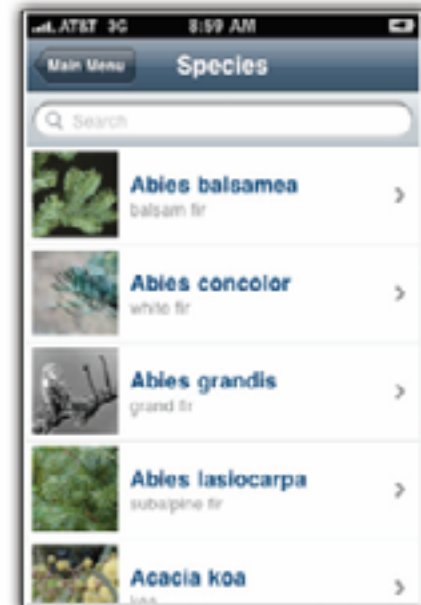 AT&T 3G 8:59 AM
Main Menu Species
Search
Abies balsamea
balsam fir
Abies concolor
white fir
Abies grandis
grand fir
Abies lasiocarpa
subalpine fir
Acacia koa
koa